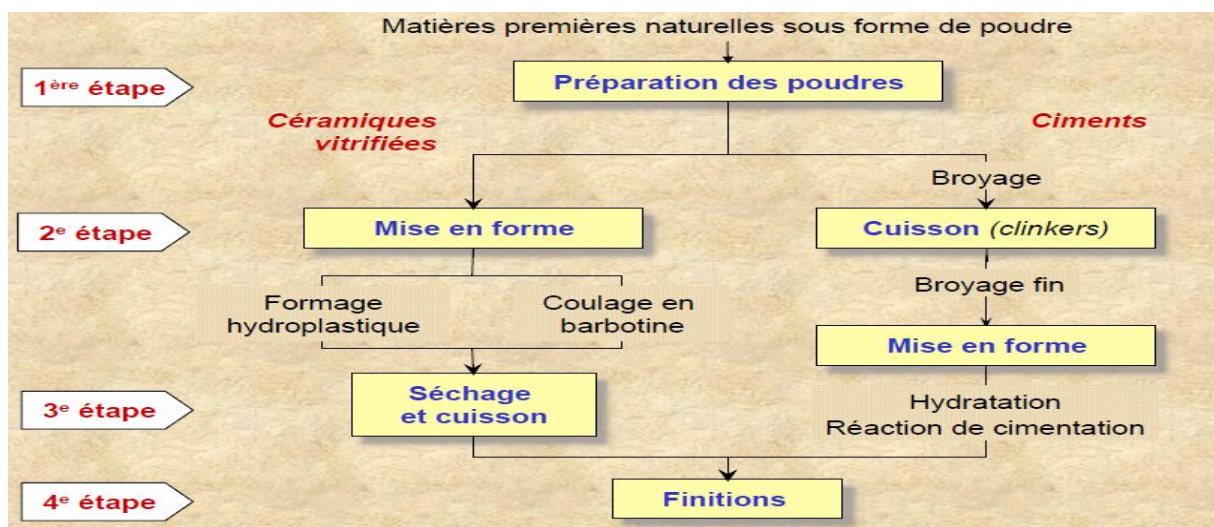 Matières premières naturelles sous forme de poudre
1ère étape
Préparation des poudres
Céramiques
vitrifiées
Ciments
Broyage
2e étape
Mise en forme
Cuisson (clinkers)
Formage
hydroplastique
Coulage en
barbotine
Broyage fin
Mise en forme
3e étape
Séchage
et cuisson
Hydratation
Réaction de cimentation
4e étape
Finitions